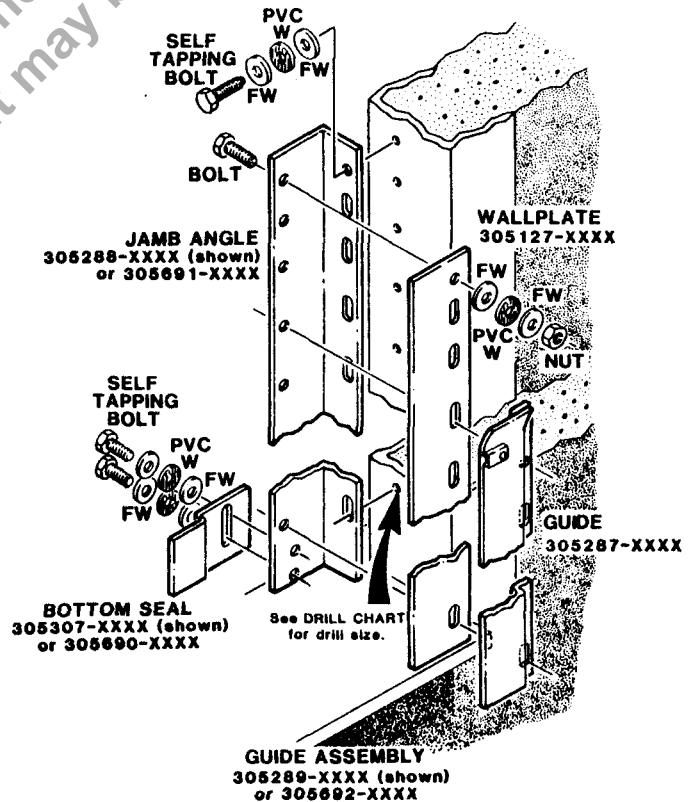 t may
SELF
TAPPING
BOLT
FW
PVC
W
FW
BOLT
JAMB ANGLE
305288-XXXX (shown)
or 305691-XXXX
WALLPLATE
305127-XXXX
FW
FW
PVC
W
NUT
SELF
TAPPING
BOLT
PVC
W
FW
FW
GUIDE
305287-XXXX
BOTTOM SEAL
305307-XXXX (shown)
or 305690-XXXX
See DRILL CHART
for drill size.
GUIDE ASSEMBLY
305289-XXXX (shown)
or 305692-XXXX